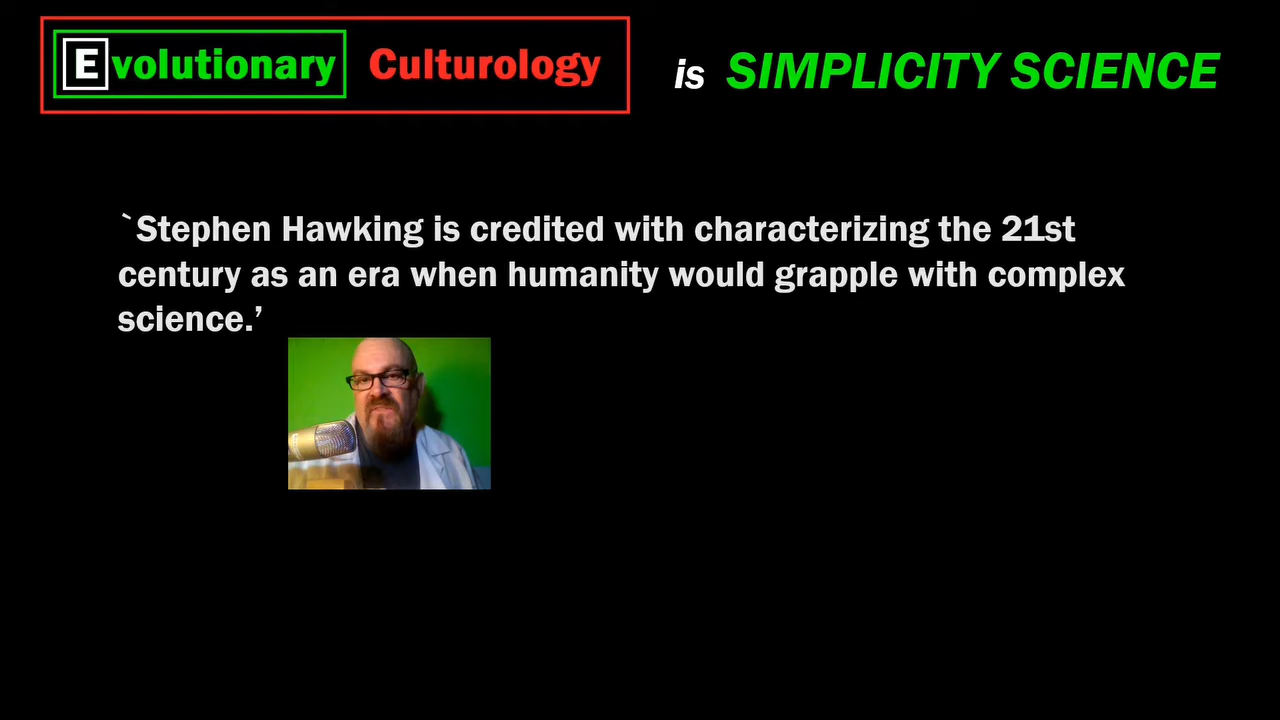 Evolutionary Culturology is SIMPLICITY SCIENCE
`Stephen Hawking is credited with characterizing the 21st
century as an era when humanity would grapple with complex
science.’